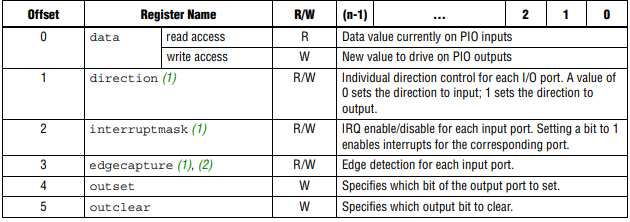 Offset Register Name R/W (n-1) ... 2 1 0
0 data read access R Data value currently on PIO inputs
write access W New value to drive on PIO outputs
1 direction (1) R/W Individual direction control for each I/O port. A value of
0 sets the direction to input; 1 sets the direction to
output.
2 interruptmask (1) R/W IRQ enable/disable for each input port. Setting a bit to 1
enables interrupts for the corresponding port.
3 edgecapture (1), (2) R/W Edge detection for each input port.
4 outset W Specifies which bit of the output port to set.
5 outclear W Specifies which output bit to clear.